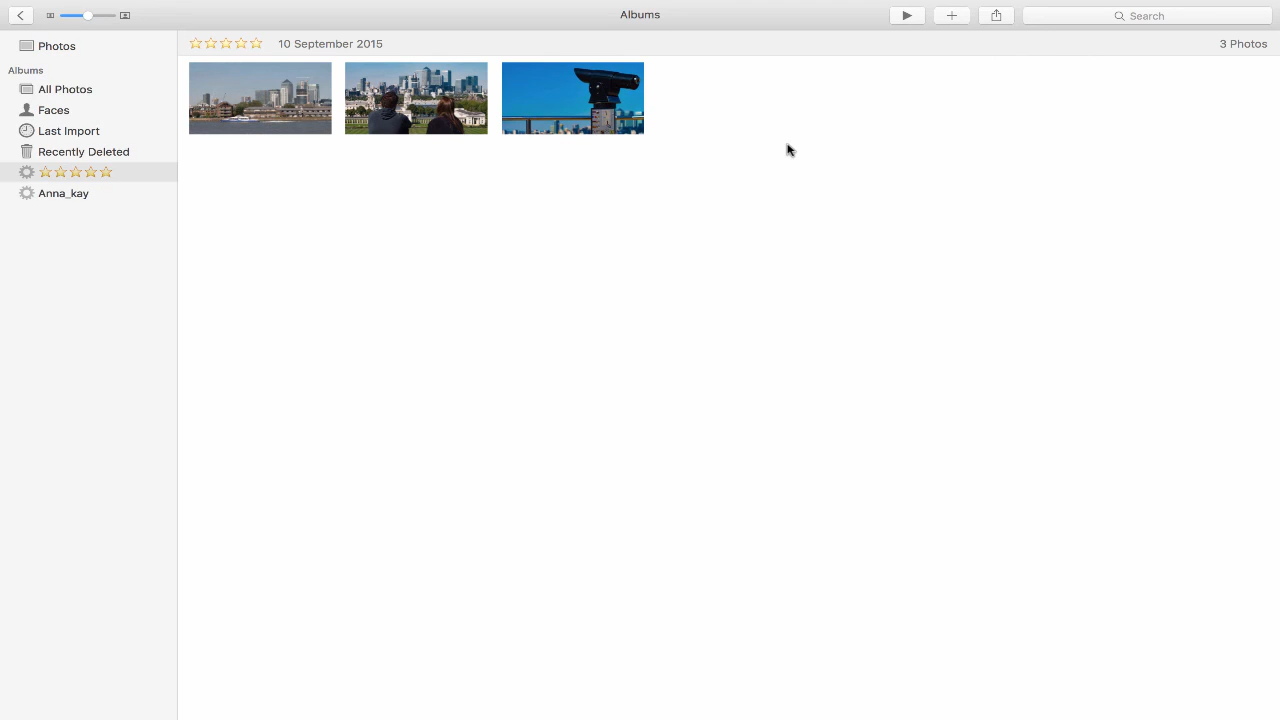 Albums
Search
Photos
Albums
All Photos
Faces
Last Import
Recently Deleted
Anna_kay
10 September 2015
3 Photos